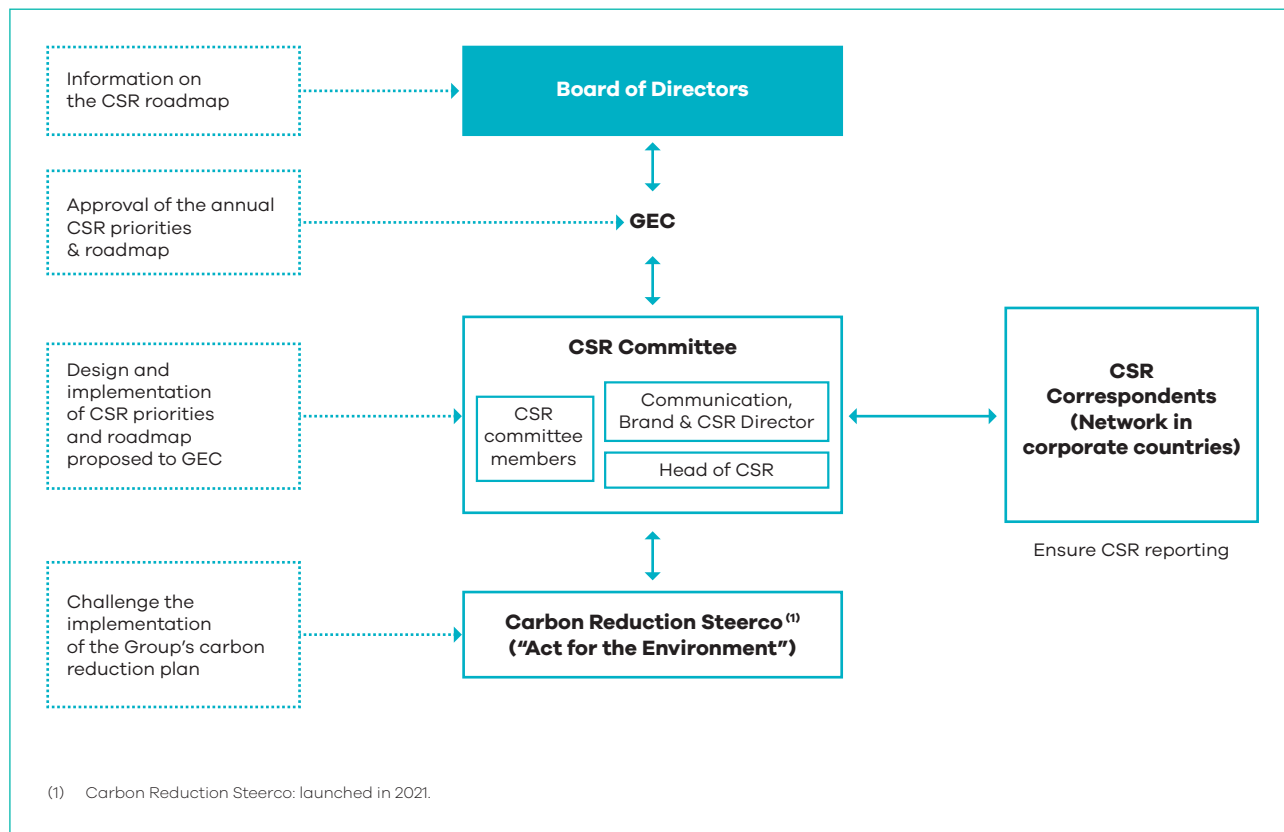 Information on
the CSR roadmap
Board of Directors
Approval of the annual
CSR priorities
& roadmap
GEC
Design and
implementation
of CSR priorities
and roadmap
proposed to GEC
CSR Committee
CSR
committee
members
Communication,
Brand & CSR Director
Head of CSR
CSR
Correspondents
(Network in
corporate countries)
Ensure CSR reporting
Challenge the
implementation
of the Group’s carbon
reduction plan
Carbon Reduction Steerco (1)
(“Act for the Environment”)
(1) Carbon Reduction Steerco: launched in 2021.